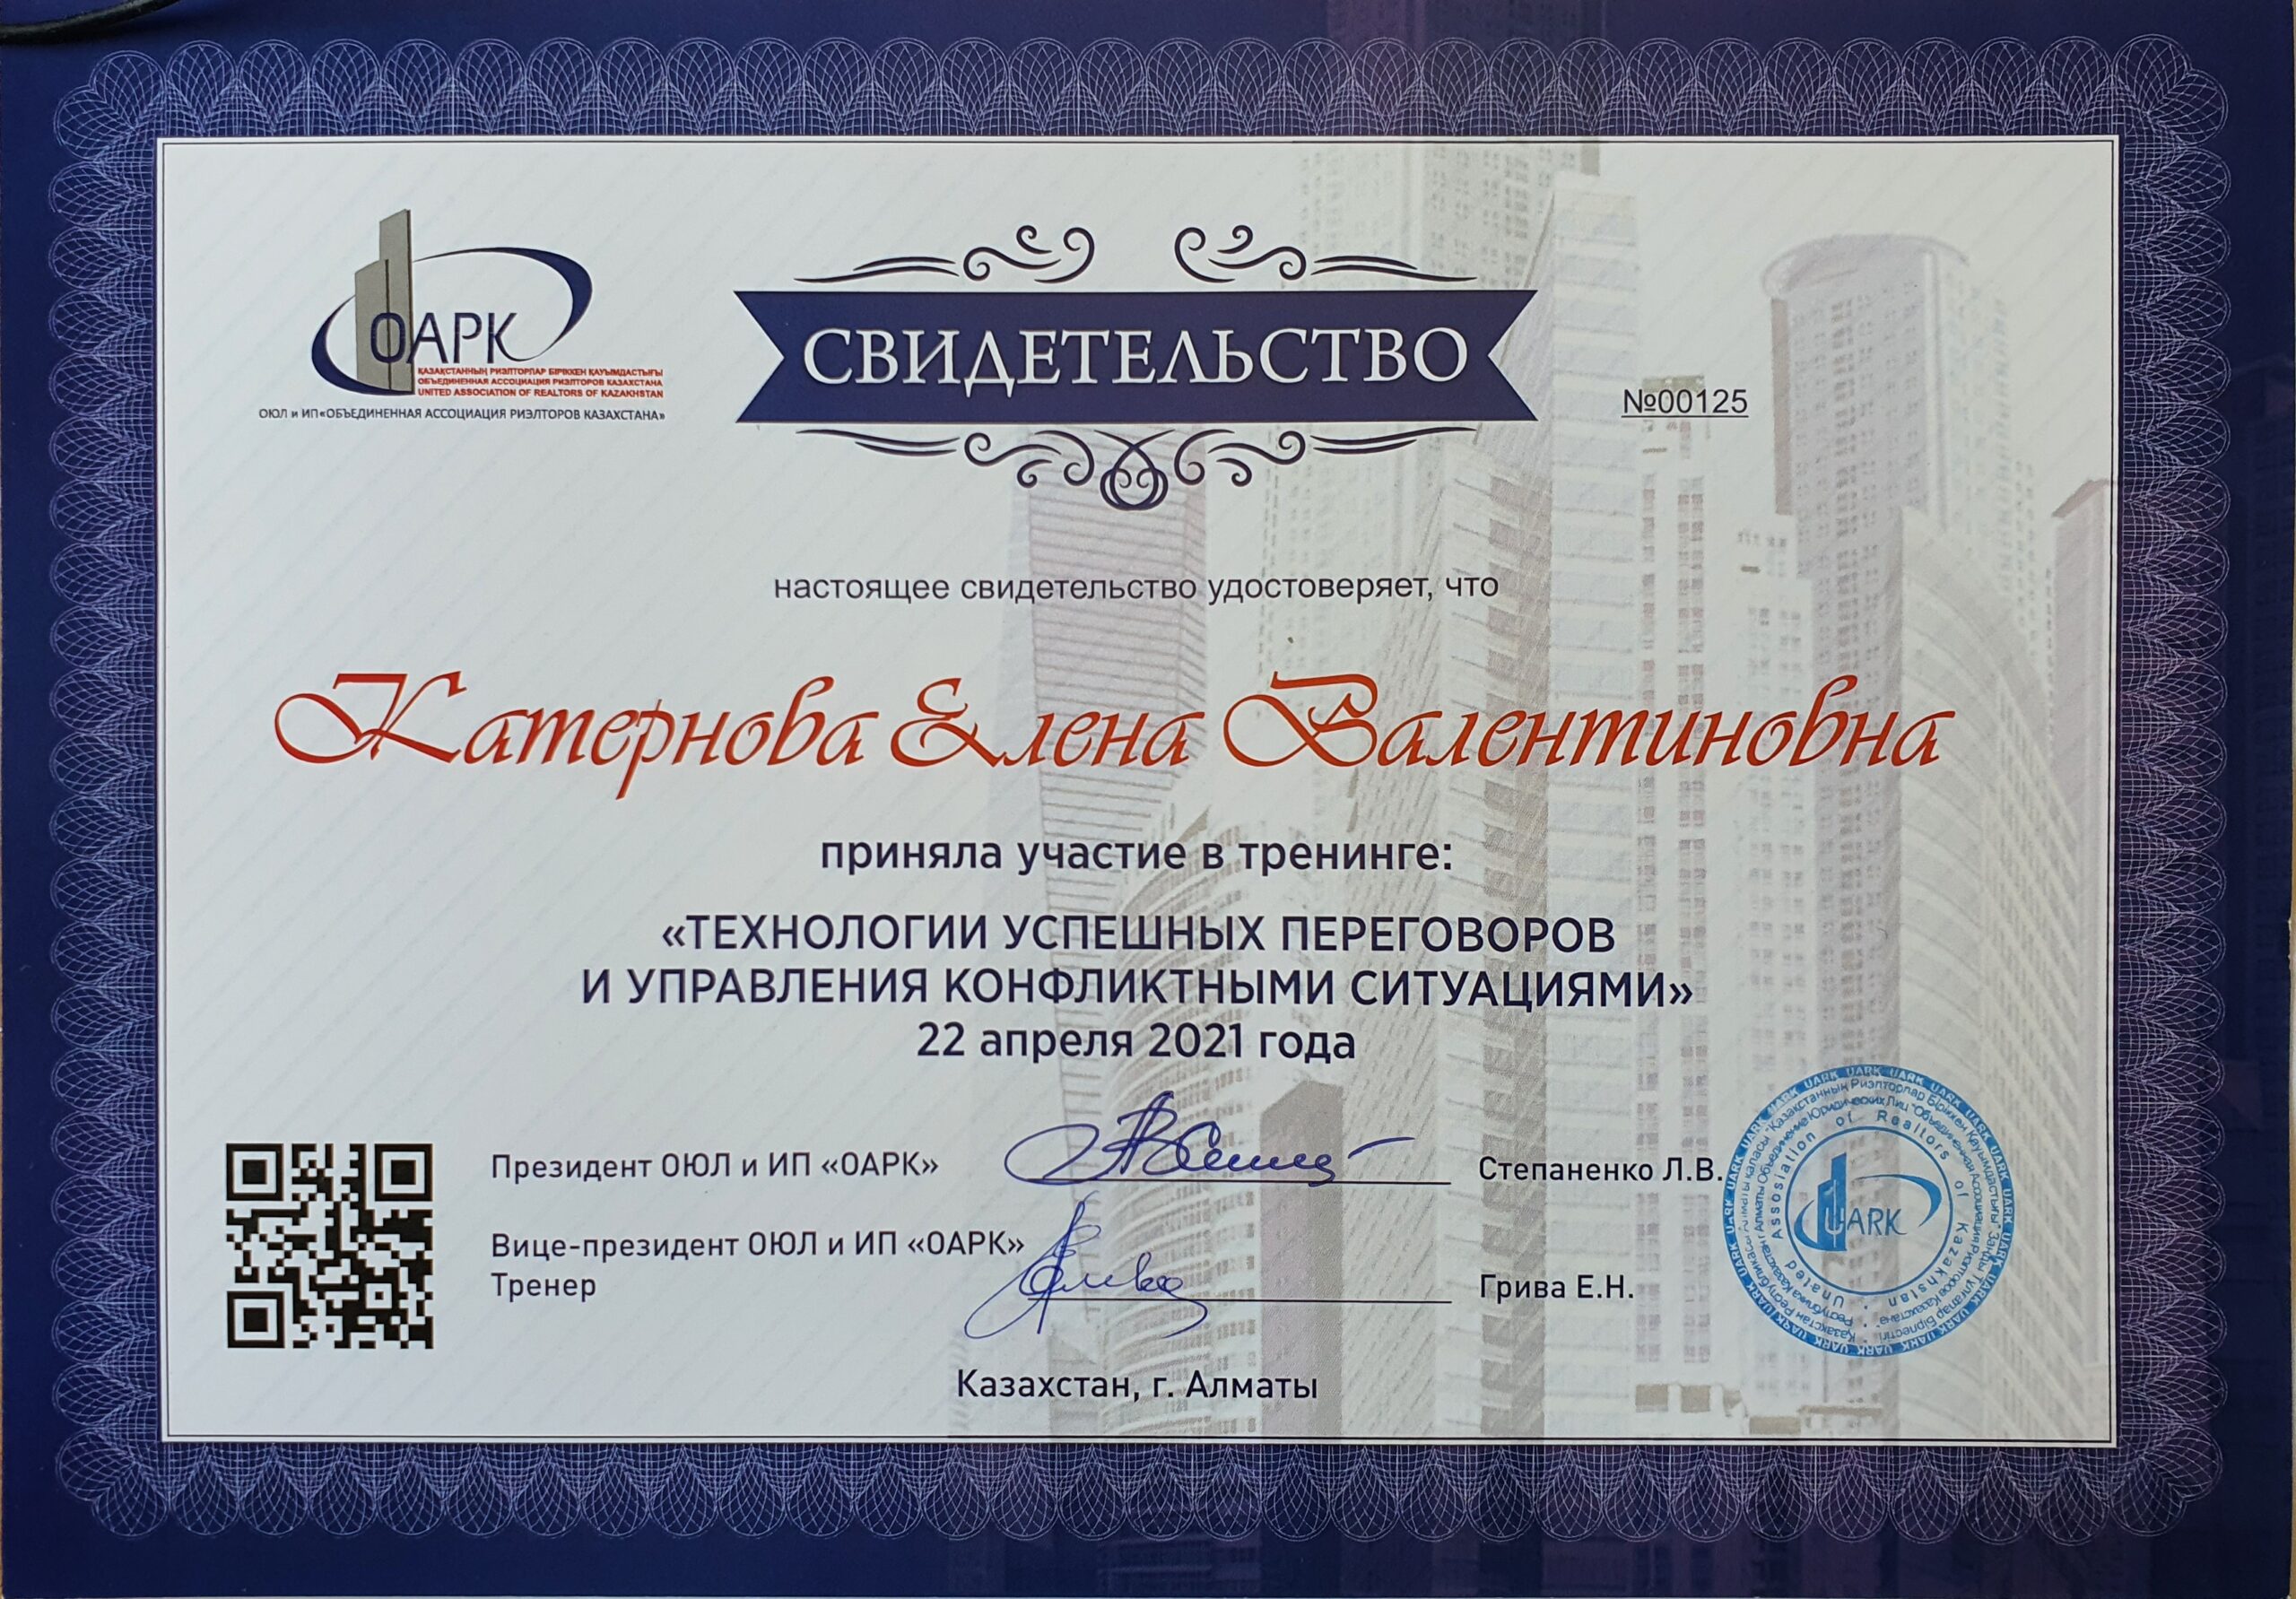 ОАРК
ҚАЗАҚСТАННЫҢ РИЭЛТОРЛАР БІРІККЕН ҚАУЫМДАСТЫҒЫ
ОБЪЕДИНЕННАЯ АССОЦИАЦИЯ РИЭЛТОРОВ КАЗАХСТАНА
UNITED ASSOCIATION OF REALTORS OF KAZAKHSTAN
ОЮЛ и ИП«ОБЪЕДИНЕННАЯ АССОЦИАЦИЯ РИЭЛТОРОВ КАЗАХСТАНА»
СВИДЕТЕЛЬСТВО
№00125
настоящее свидетельство удостоверяет, что
Катернова Елена Валентиновна
приняла участие в тренинге:
«ТЕХНОЛОГИИ УСПЕШНЫХ ПЕРЕГОВОРОВ
И УПРАВЛЕНИЯ КОНФЛИКТНЫМИ СИТУАЦИЯМИ»
22 апреля 2021 года
Президент ОЮЛ и ИП «ОАРК»
Степаненко Л.В.
Вице-президент ОЮЛ и ИП «ОАРК»
Тренер
Грива Е.Н.
Unated Assosiation of Realtors of Kazakhstan
ARK
Казахстан, г. Алматы